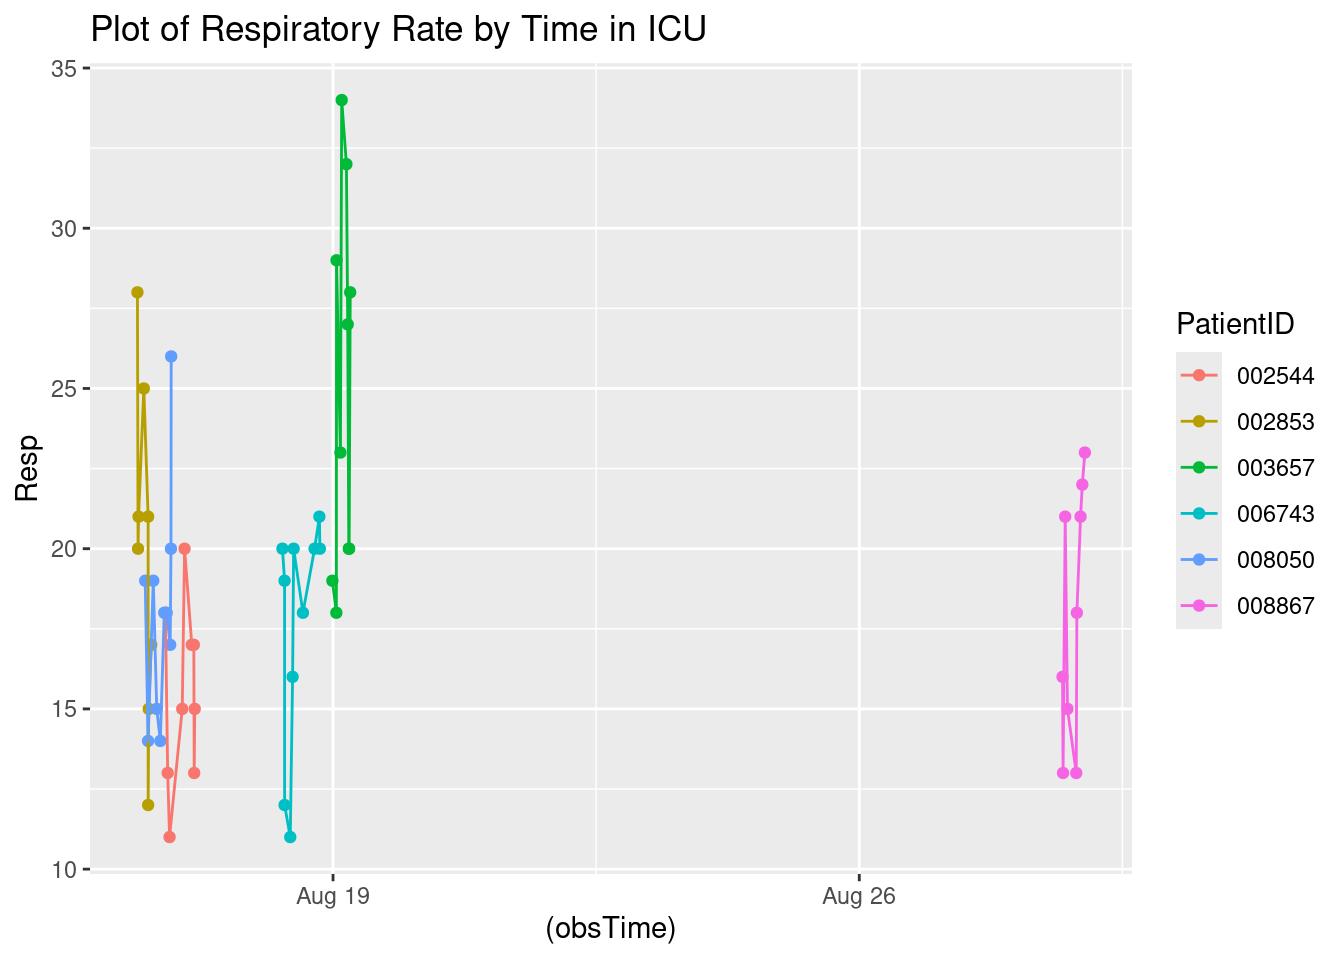 Plot of Respiratory Rate by Time in ICU
35
30
25
20
15
10
Resp
Aug 19
Aug 26
(obsTime)
PatientID
002544
002853
003657
006743
008050
008867